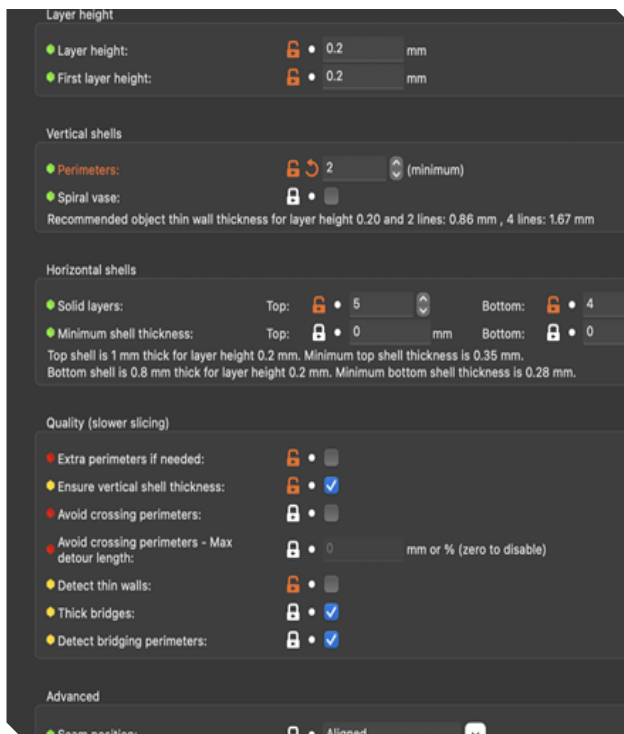 Layer height
Layer height: 0.2 mm
First layer height: 0.2 mm
Vertical shells
Perimeters: 2 (minimum)
Spiral vase:
Recommended object thin wall thickness for layer height 0.20 and 2 lines: 0.86 mm , 4 lines: 1.67 mm
Horizontal shells
Solid layers: Top: 5 Bottom: 4
Minimum shell thickness: Top: 0 mm Bottom: 0
Top shell is 1 mm thick for layer height 0.2 mm. Minimum top shell thickness is 0.35 mm.
Bottom shell is 0.8 mm thick for layer height 0.2 mm. Minimum bottom shell thickness is 0.28 mm.
Quality (slower slicing)
Extra perimeters if needed:
Ensure vertical shell thickness:
Avoid crossing perimeters:
Avoid crossing perimeters - Max
detour length: 0 mm or % (zero to disable)
Detect thin walls:
Thick bridges:
Detect bridging perimeters:
Advanced
Seam position: Aligned